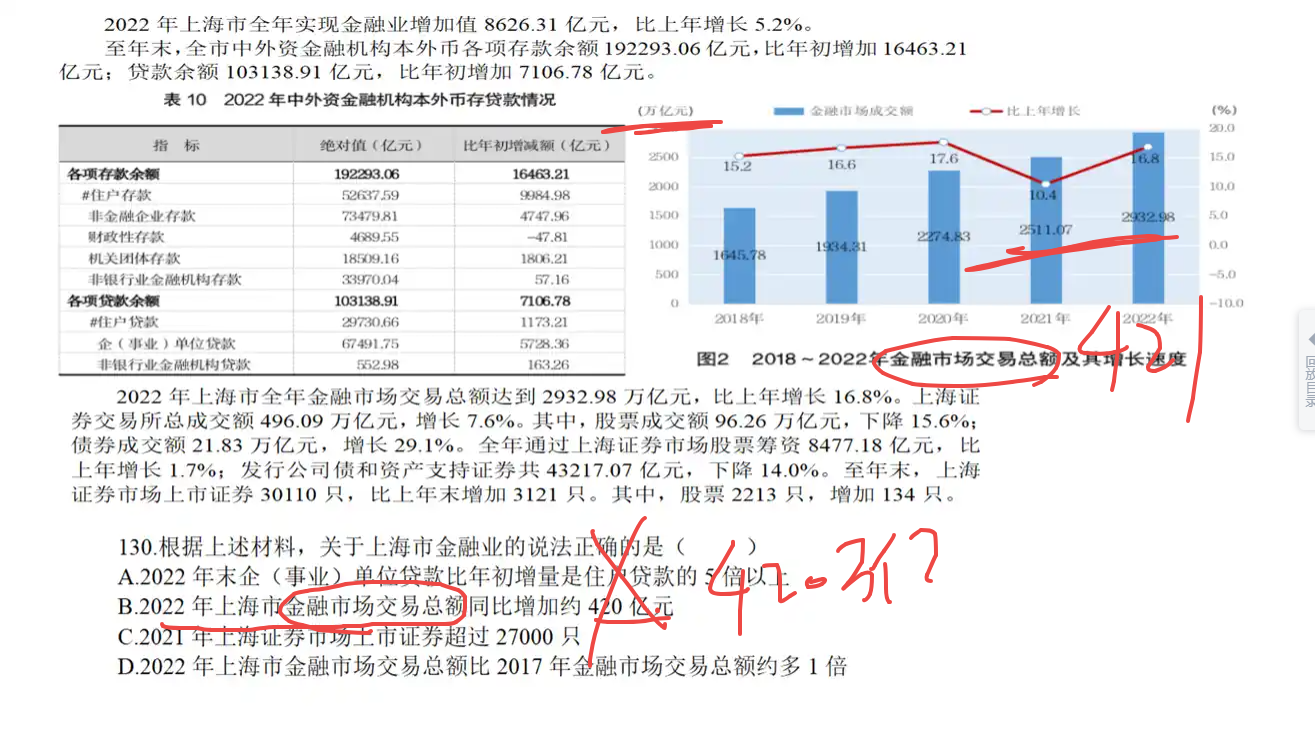 2022 年上海市全年实现金融业增加值 8626.31 亿元，比上年增长 5.2%。
至年末，全市中外资金融机构本外币各项存款余额 192293.06 亿元，比年初增加 16463.21
亿元；贷款余额 103138.91 亿元，比年初增加 7106.78 亿元。
表 10 2022 年中外资金融机构本外币存贷款情况
指 标 绝对值（亿元） 比年初增减额（亿元）
各项存款余额 192293.06 16463.21
#住户存款 52637.59 9984.98
非金融企业存款 73479.81 4747.96
财政性存款 4689.55 −47.81
机关团体存款 18509.16 1806.21
非银行业金融机构存款 33970.04 57.16
各项贷款余额 103138.91 7106.78
#住户贷款 29730.66 1173.21
企（事业）单位贷款 67491.75 5728.36
非银行业金融机构贷款 552.98 163.26
(万亿元) 金融市场成交额 比上年增长 (%)
20.0
2500 15.0
2000 10.0
1500 5.0
1000 0.0
500 −5.0
0 −10.0
15.2 16.6 17.6 10.4 16.8
1645.78 1934.31 2274.83 2511.07 2932.98
2018年 2019年 2020年 2021年 2022年
421
图2 2018～2022年金融市场交易总额及其增长速度
回放目录
2022 年上海市全年金融市场交易总额达到 2932.98 万亿元，比上年增长 16.8%。上海证
券交易所总成交额 496.09 万亿元，增长 7.6%。其中，股票成交额 96.26 万亿元，下降 15.6%；
债券成交额 21.83 万亿元，增长 29.1%。全年通过上海证券市场股票筹资 8477.18 亿元，比
上年增长 1.7%；发行公司债和资产支持证券共 43217.07 亿元，下降 14.0%。至年末，上海
证券市场上市证券 30110 只，比上年末增加 3121 只。其中，股票 2213 只，增加 134 只。
130.根据上述材料，关于上海市金融业的说法正确的是（ ）
A.2022 年末企（事业）单位贷款比年初增量是住户贷款的 5 倍以上
B.2022 年上海市金融市场交易总额同比增加约 420 亿元
C.2021 年上海证券市场上市证券超过 27000 只
D.2022 年上海市金融市场交易总额比 2017 年金融市场交易总额约多 1 倍